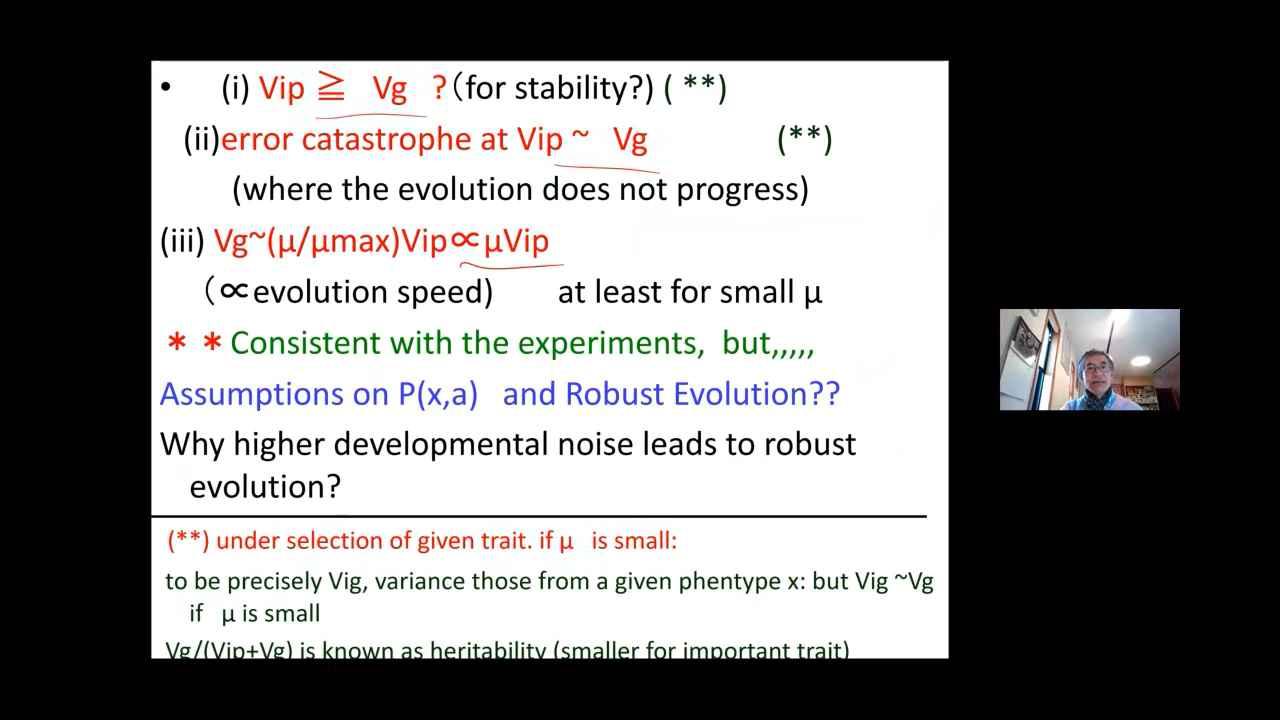 • (i) Vip ≧ Vg ?(for stability?) ( **)
(ii)error catastrophe at Vip ~ Vg (**)
(where the evolution does not progress)
(iii) Vg~(μ/μmax)Vip∝μVip
(∝evolution speed) at least for small μ
* * Consistent with the experiments, but,,,,,
Assumptions on P(x,a) and Robust Evolution??
Why higher developmental noise leads to robust
evolution?
(**) under selection of given trait. if μ is small:
to be precisely Vig, variance those from a given phentype x: but Vig ~Vg
if μ is small
Vg/(Vip+Vg) is known as heritability (smaller for important trait)